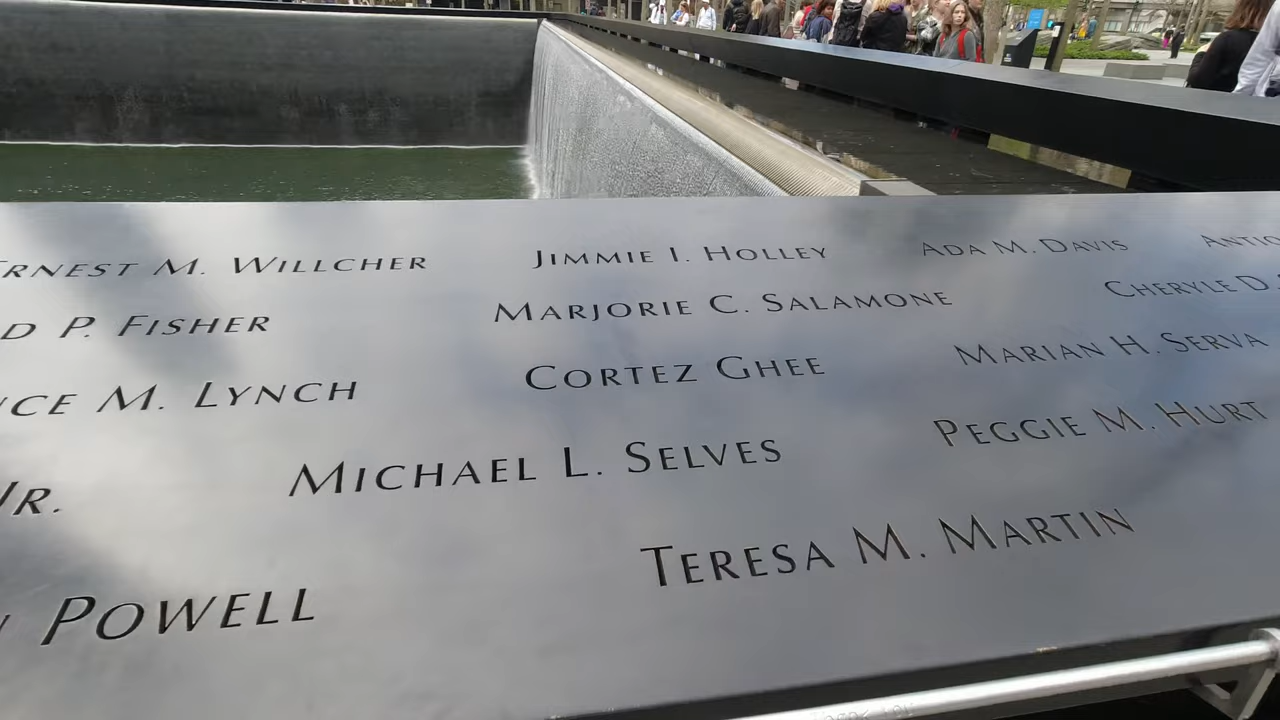 ERNEST M. WILLCHER JIMMIE I. HOLLEY ADA M. DAVIS
P. FISHER MARJORIE C. SALAMONE CHERYLE D.
M. LYNCH CORTEZ GHEE MARIAN H. SERVA
JR. MICHAEL L. SELVES PEGGIE M. HURT
POWELL TERESA M. MARTIN